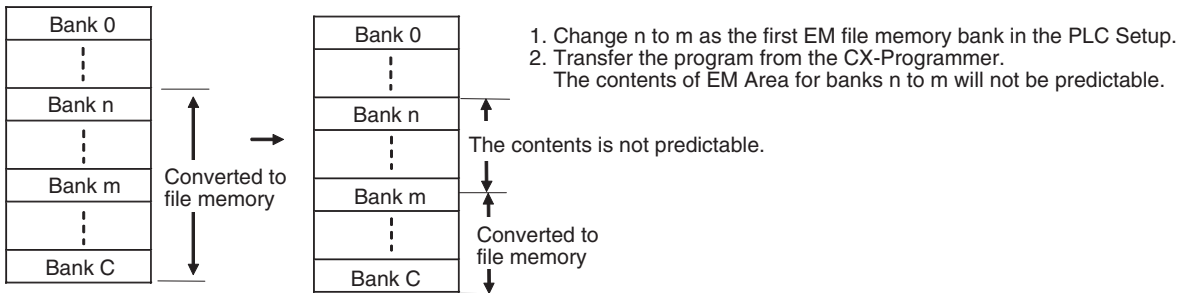 Bank 0
Bank n
Bank m
Bank C
Converted to
file memory
Bank 0
Bank n
Bank m
Bank C
The contents is not predictable.
Converted to
file memory
1. Change n to m as the first EM file memory bank in the PLC Setup.
2. Transfer the program from the CX-Programmer.
The contents of EM Area for banks n to m will not be predictable.